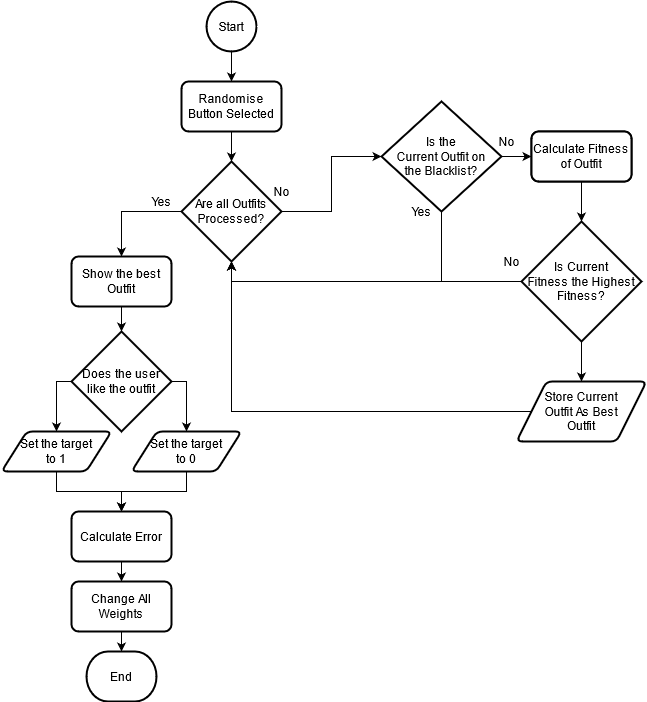 Start
Randomise
Button Selected
Are all Outfits
Processed?
Yes
No
Is the
Current Outfit on
the Blacklist?
No
Yes
Calculate Fitness
of Outfit
Is Current
Fitness the Highest
Fitness?
No
Store Current
Outfit As Best
Outfit
Show the best
Outfit
Does the user
like the outfit
Set the target
to 1
Set the target
to 0
Calculate Error
Change All
Weights
End